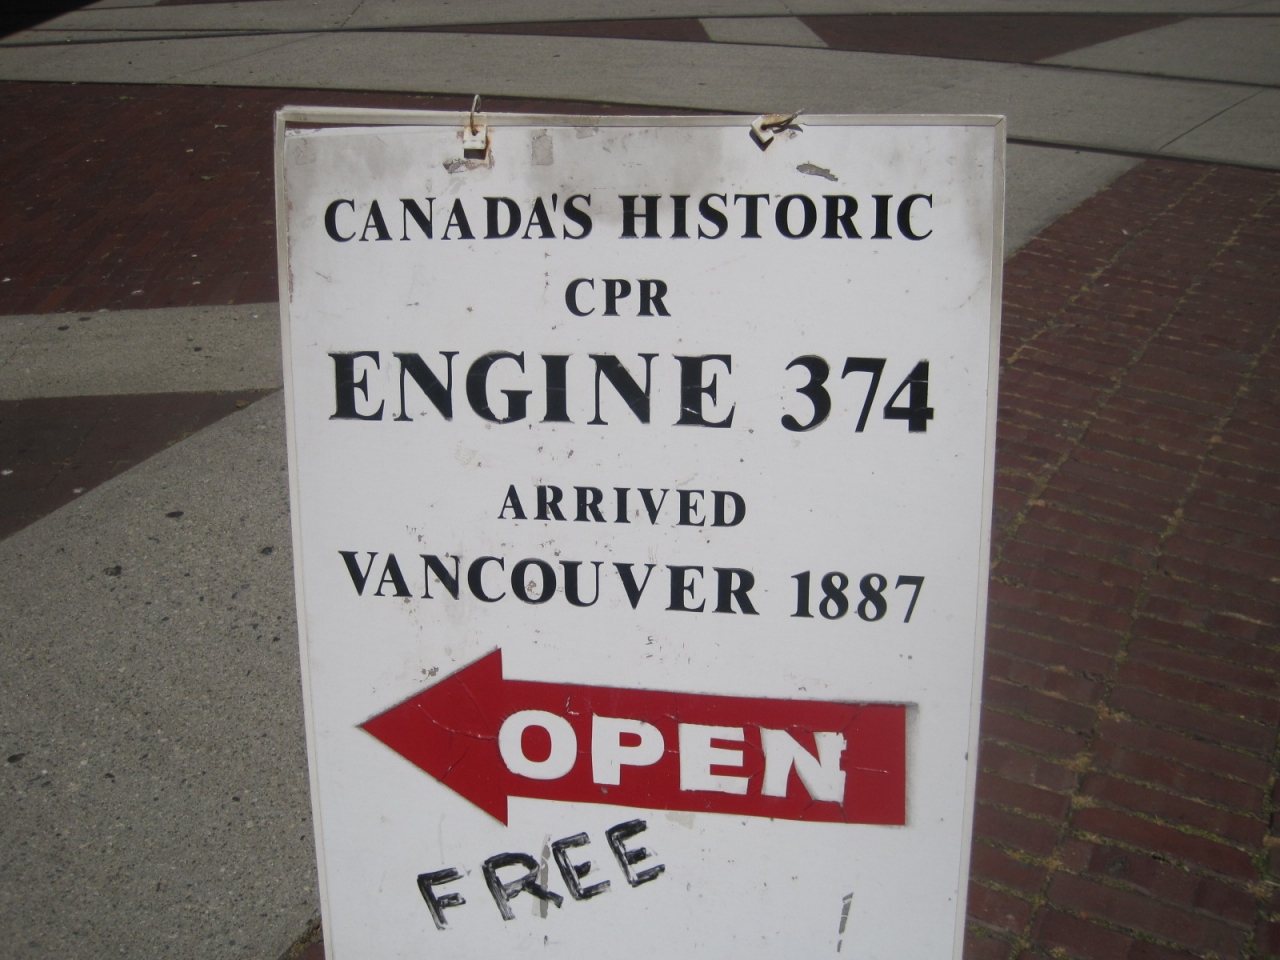 CANADA'S HISTORIC
CPR
ENGINE 374
ARRIVED
VANCOUVER 1887
OPEN
FREE